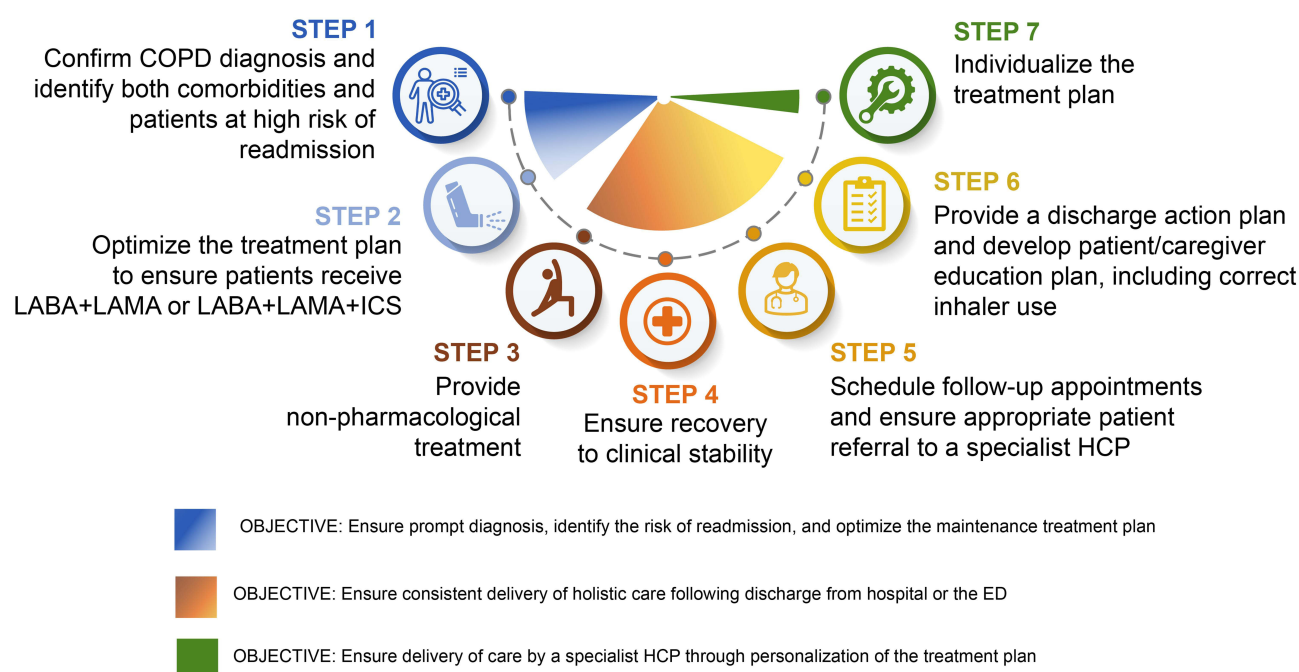 STEP 1
Confirm COPD diagnosis and
identify both comorbidities and
patients at high risk of
readmission
STEP 2
Optimize the treatment plan
to ensure patients receive
LABA+LAMA or LABA+LAMA+ICS
STEP 3
Provide
non-pharmacological
treatment
STEP 4
Ensure recovery
to clinical stability
STEP 5
Schedule follow-up appointments
and ensure appropriate patient
referral to a specialist HCP
STEP 6
Provide a discharge action plan
and develop patient/caregiver
education plan, including correct
inhaler use
STEP 7
Individualize the
treatment plan
OBJECTIVE: Ensure prompt diagnosis, identify the risk of readmission, and optimize the maintenance treatment plan
OBJECTIVE: Ensure consistent delivery of holistic care following discharge from hospital or the ED
OBJECTIVE: Ensure delivery of care by a specialist HCP through personalization of the treatment plan